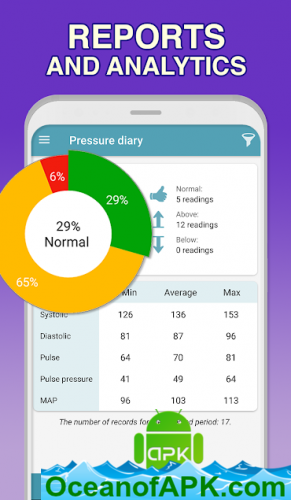 REPORTS
AND ANALYTICS
Pressure diary
6%
29%
65%
29%
Normal
Normal:
5 readings
Above:
12 readings
Below:
0 readings
Min Average Max
Systolic 126 136 153
Diastolic 81 87 96
Pulse 64 70 81
Pulse pressure 41 49 64
MAP 96 103 113
The number of records for period: 17.
APK
OceanofAPK.com